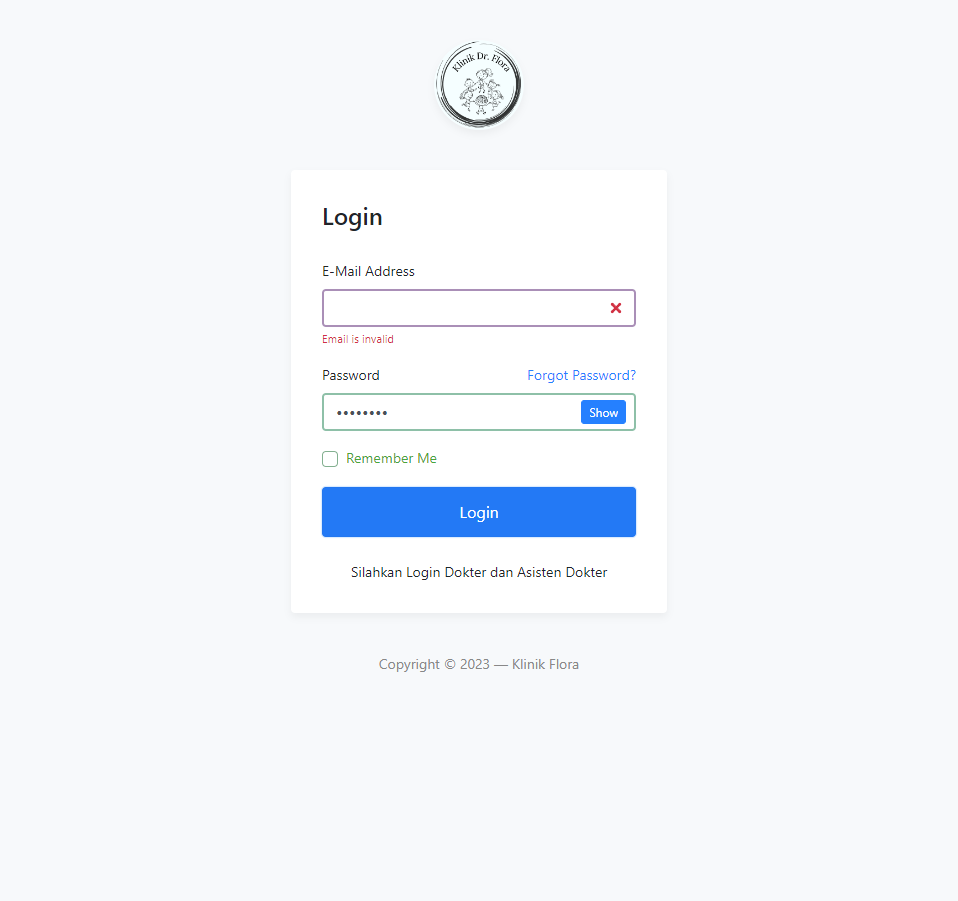 Klinik Dr. Flora
Login
E-Mail Address
Email is invalid
Password Forgot Password?
•••••••• Show
Remember Me
Login
Silahkan Login Dokter dan Asisten Dokter
Copyright © 2023 — Klinik Flora